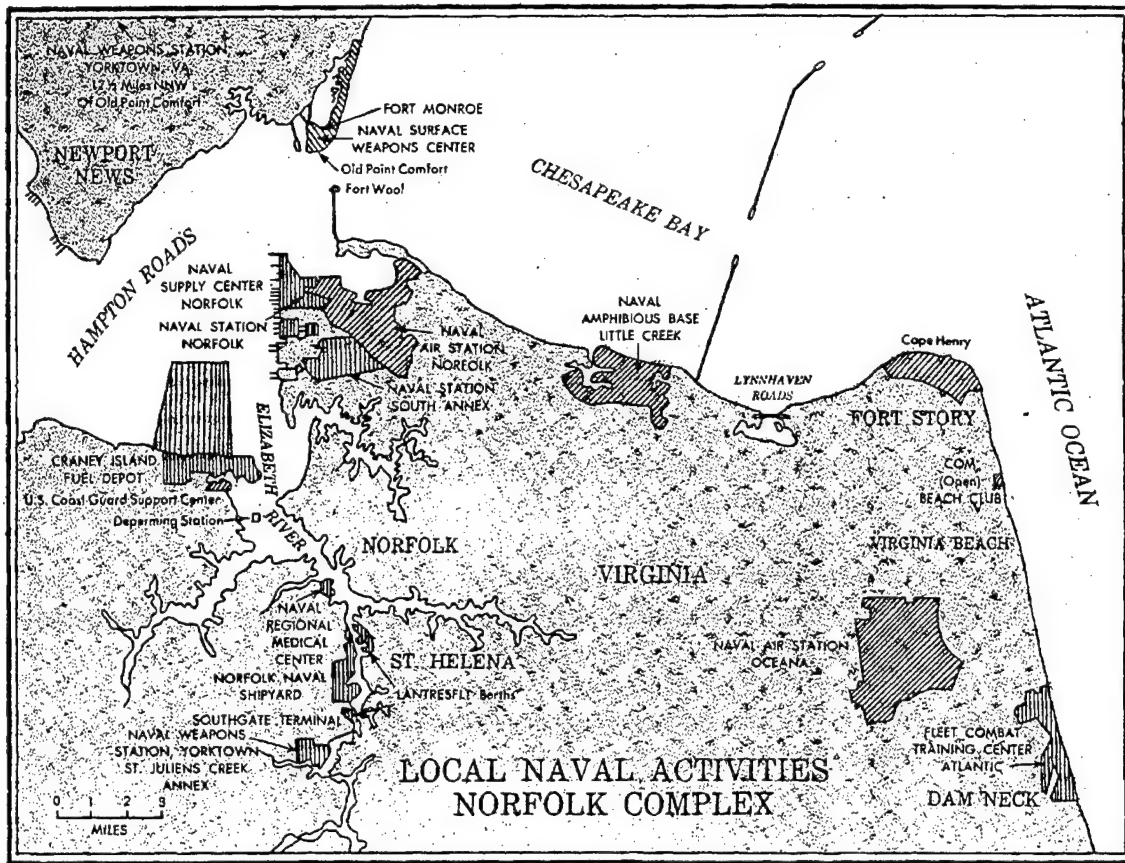 NAVAL WEAPONS STATION
YORKTOWN VA
12 ½ Miles NNW
Of Old Point Comfort
NEWPORT
NEWS
FORT MONROE
NAVAL SURFACE
WEAPONS CENTER
Old Point Comfort
Fort Wool
CHESAPEAKE BAY
HAMPTON ROADS
NAVAL
SUPPLY CENTER
NORFOLK
NAVAL STATION
NORFOLK
NAVAL
AIR STATION
NORFOLK
NAVAL STATION
SOUTH ANNEX
NAVAL
AMPHIBIOUS BASE
LITTLE CREEK
LYNNHAVEN
ROADS
Cape Henry
FORT STORY
ATLANTIC OCEAN
ELIZABETH
RIVER
CRANEY ISLAND
FUEL DEPOT
U.S. Coast Guard Support Center
Deperming Station
COM
(Open)
BEACH CLUB
NORFOLK
VIRGINIA
VIRGINIA BEACH
NAVAL
REGIONAL
MEDICAL
CENTER
NORFOLK NAVAL
SHIPYARD
ST. HELENA
LANTRESFLT Berths
NAVAL AIR STATION
OCEANA
SOUTHGATE TERMINAL
NAVAL WEAPONS
STATION, YORKTOWN
ST. JULIENS CREEK
ANNEX
FLEET COMBAT
TRAINING CENTER
ATLANTIC
DAM NECK
LOCAL NAVAL ACTIVITIES
NORFOLK COMPLEX
0 3
MILES